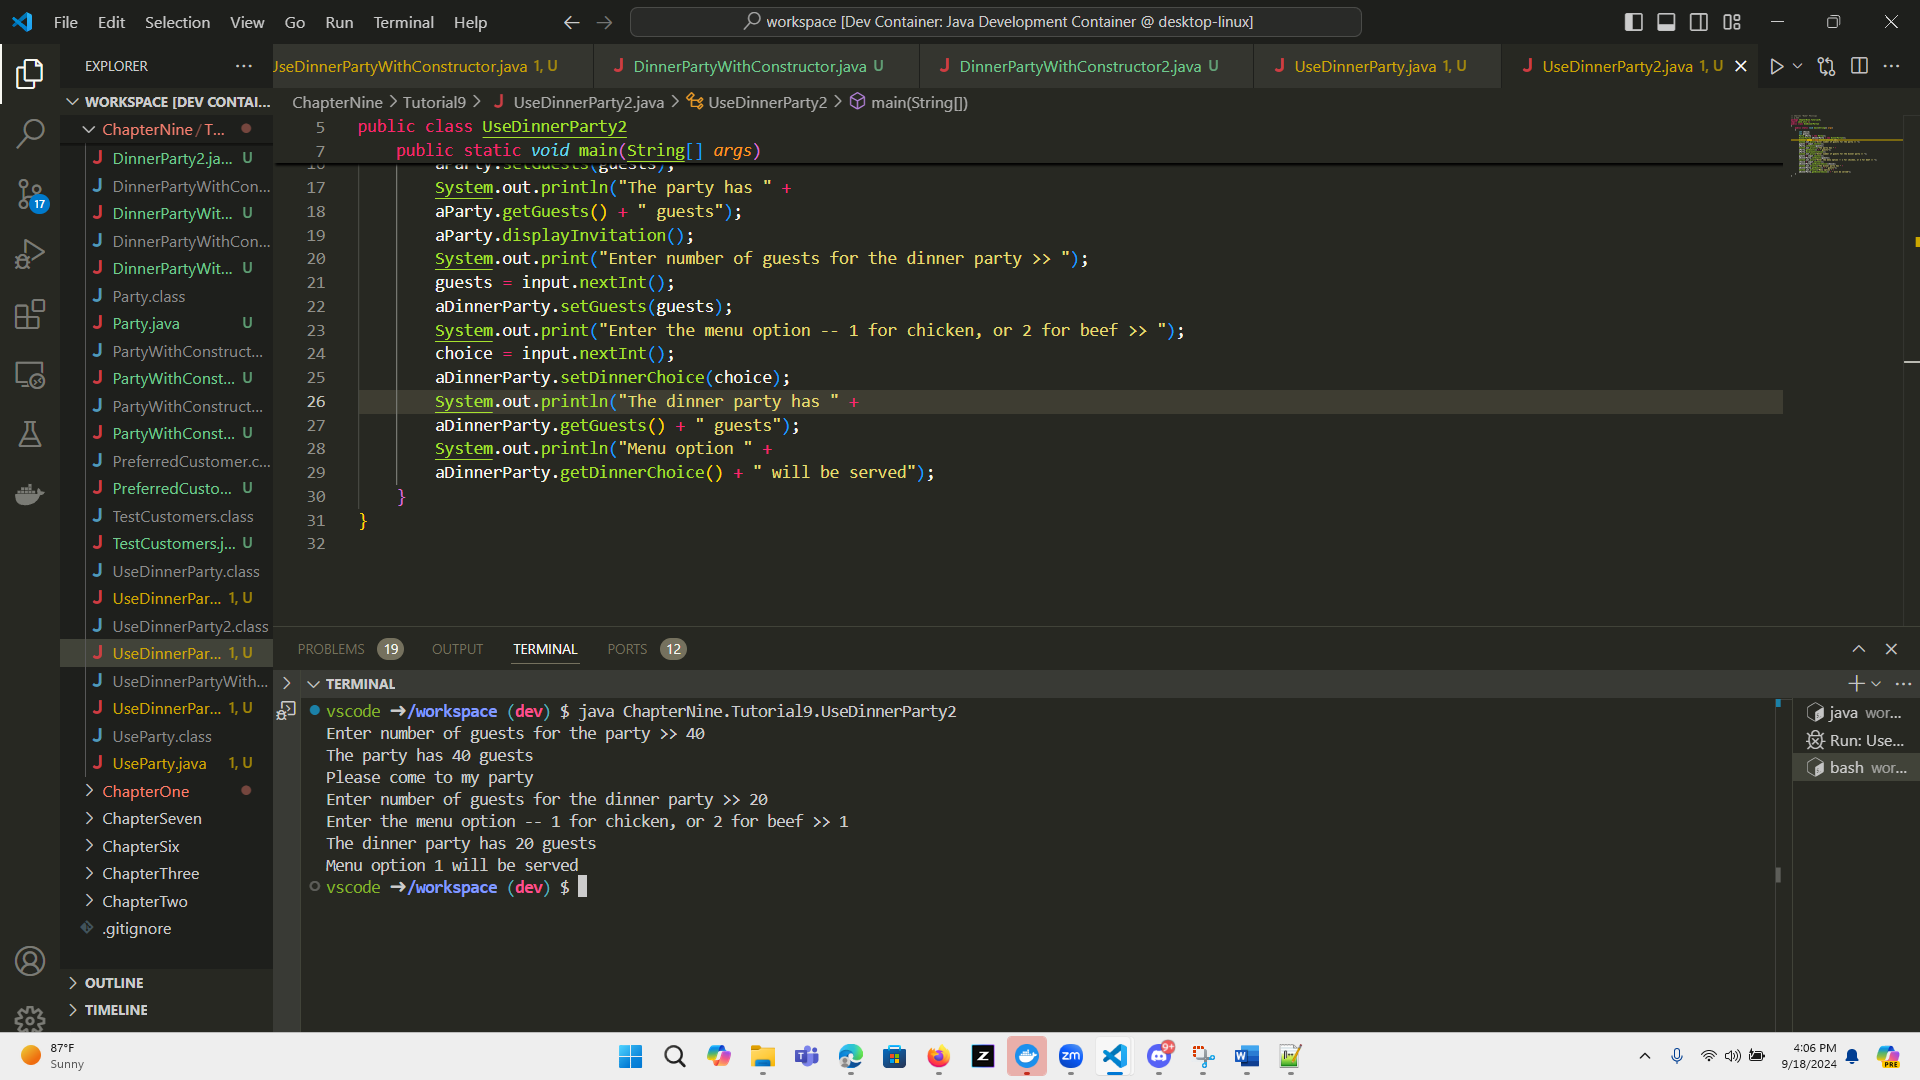 File Edit Selection View Go Run Terminal Help
workspace [Dev Container: Java Development Container @ desktop-linux]
EXPLORER
UseDinnerPartyWithConstructor.java 1, U
DinnerPartyWithConstructor.java U
DinnerPartyWithConstructor2.java U
UseDinnerParty.java 1, U
UseDinnerParty2.java 1, U
WORKSPACE [DEV CONTAI...
ChapterNine > Tutorial9 > UseDinnerParty2.java > UseDinnerParty2 > main(String[])
ChapterNine / T...
DinnerParty2.ja... U
DinnerPartyWithCon...
DinnerPartyWit... U
DinnerPartyWithCon...
DinnerPartyWit... U
Party.class
Party.java U
PartyWithConstruct...
PartyWithConst... U
PartyWithConstruct...
PartyWithConst... U
PreferredCustomer.c...
PreferredCusto... U
TestCustomers.class
TestCustomers.j... U
UseDinnerParty.class
UseDinnerPar... 1, U
UseDinnerParty2.class
UseDinnerPar... 1, U
UseDinnerPartyWith...
UseDinnerPar... 1, U
UseParty.class
UseParty.java 1, U
ChapterOne
ChapterSeven
ChapterSix
ChapterThree
ChapterTwo
.gitignore
OUTLINE
TIMELINE
17
5 public class UseDinnerParty2
7 public static void main(String[] args)
16 aParty.setGuests(guests);
17 System.out.println("The party has " +
18 aParty.getGuests() + " guests");
19 aParty.displayInvitation();
20 System.out.print("Enter number of guests for the dinner party >> ");
21 guests = input.nextInt();
22 aDinnerParty.setGuests(guests);
23 System.out.print("Enter the menu option -- 1 for chicken, or 2 for beef >> ");
24 choice = input.nextInt();
25 aDinnerParty.setDinnerChoice(choice);
26 System.out.println("The dinner party has " +
27 aDinnerParty.getGuests() + " guests");
28 System.out.println("Menu option " +
29 aDinnerParty.getDinnerChoice() + " will be served");
30 }
31 }
32
PROBLEMS 19 OUTPUT TERMINAL PORTS 12
TERMINAL
vscode ➜/workspace (dev) $ java ChapterNine.Tutorial9.UseDinnerParty2
Enter number of guests for the party >> 40
The party has 40 guests
Please come to my party
Enter number of guests for the dinner party >> 20
Enter the menu option -- 1 for chicken, or 2 for beef >> 1
The dinner party has 20 guests
Menu option 1 will be served
vscode ➜/workspace (dev) $
java wor...
Run: Use...
bash wor...
87°F
Sunny
Z
zm
9+
W
4:06 PM
9/18/2024
PRE